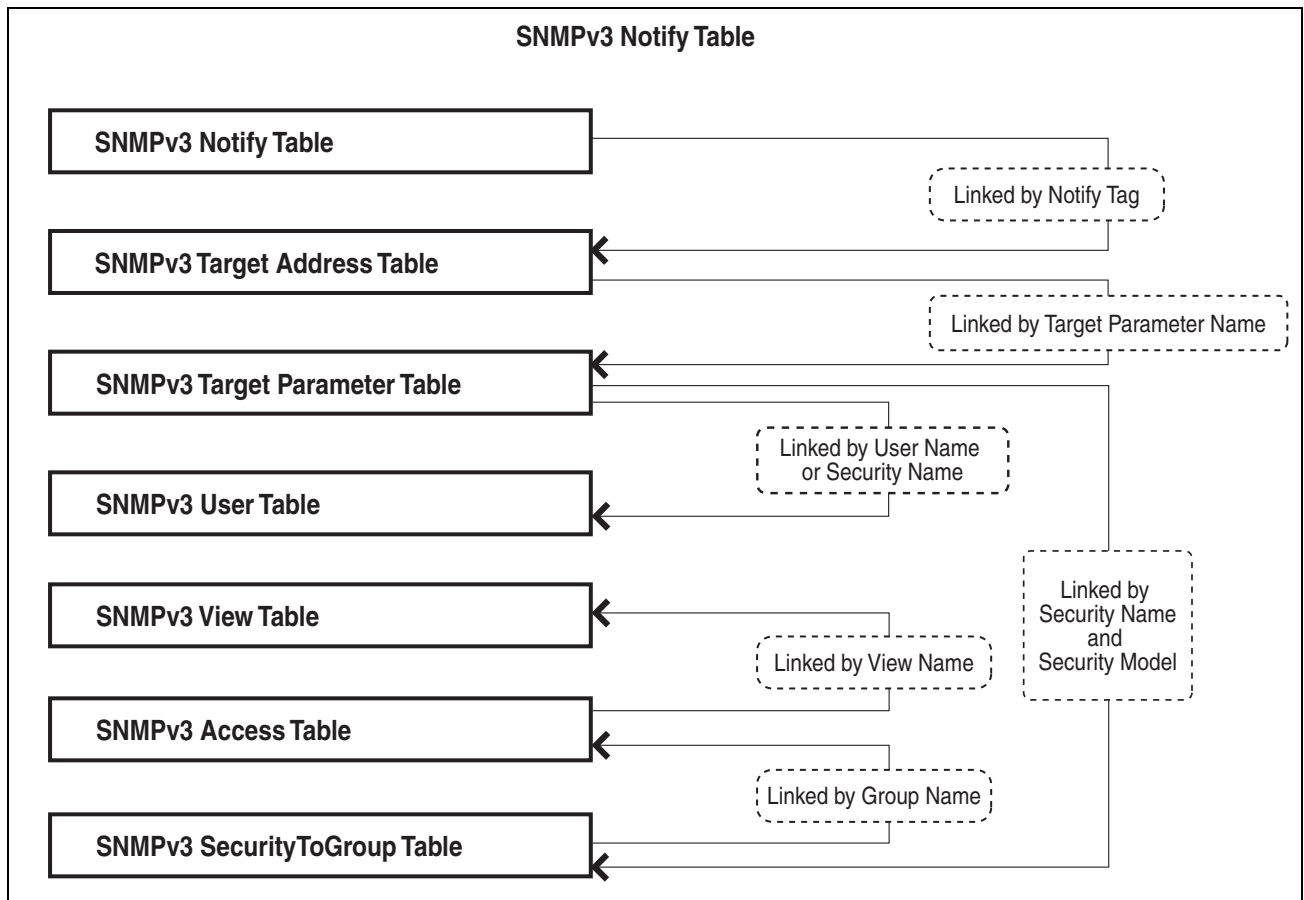 SNMPv3 Notify Table
SNMPv3 Notify Table
Linked by Notify Tag
SNMPv3 Target Address Table
Linked by Target Parameter Name
SNMPv3 Target Parameter Table
Linked by User Name
or Security Name
SNMPv3 User Table
Linked by
Security Name
and
Security Model
SNMPv3 View Table
Linked by View Name
SNMPv3 Access Table
Linked by Group Name
SNMPv3 SecurityToGroup Table